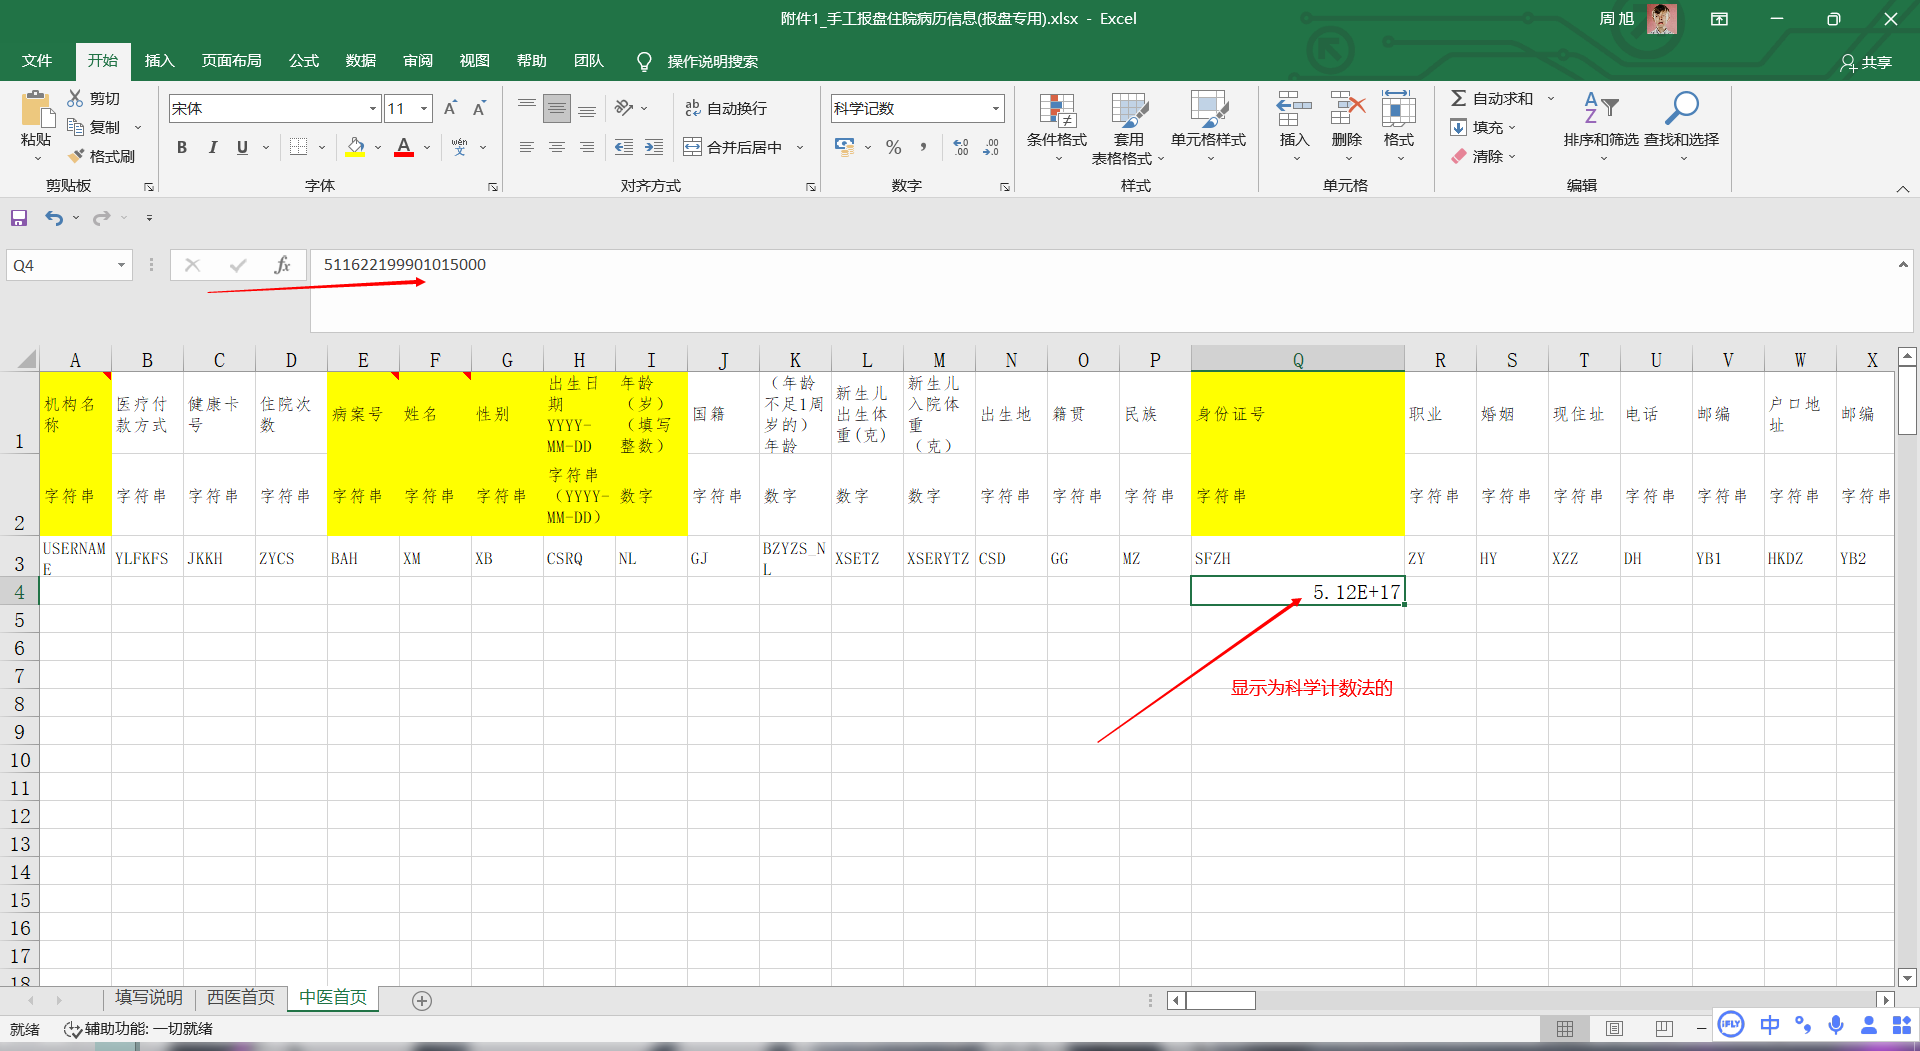 附件1_手工报盘住院病历信息(报盘专用).xlsx - Excel
周 旭
文件 开始 插入 页面布局 公式 数据 审阅 视图 帮助 团队 操作说明搜索 共享
粘贴 剪切 复制 格式刷
剪贴板
宋体 11
B I U A wén 文
字体
ab 自动换行
合并后居中
对齐方式
科学记数
% , .00 .00
数字
条件格式 套用 表格格式 单元格样式
样式
插入 删除 格式
单元格
Σ 自动求和
填充
清除
排序和筛选 查找和选择
编辑
Q4 fx 511622199901015000
A B C D E F G H I J K L M N O P Q R S T U V W X
1 机构名称 医疗付款方式 健康卡号 住院次数 病案号 姓名 性别 出生日期 YYYY-MM-DD 年龄（岁）（填写整数） 国籍 （年龄不足1周岁的）年龄 新生儿出生体重(克) 新生儿入院体重（克） 出生地 籍贯 民族 身份证号 职业 婚姻 现住址 电话 邮编 户口地址 邮编
2 字符串 字符串 字符串 字符串 字符串 字符串 字符串 字符串（YYYY-MM-DD） 数字 字符串 数字 数字 数字 字符串 字符串 字符串 字符串 字符串 字符串 字符串 字符串 字符串 字符串 字符串
3 USERNAME YLFKFS JKKH ZYCS BAH XM XB CSRQ NL GJ BZYZS_NL XSETZ XSERYTZ CSD GG MZ SFZH ZY HY XZZ DH YB1 HKDZ YB2
4 5.12E+17
5
6
7
显示为科学计数法的
8
9
10
11
12
13
14
15
16
17
18
填写说明 西医首页 中医首页
就绪 辅助功能: 一切就绪
iFLY 中